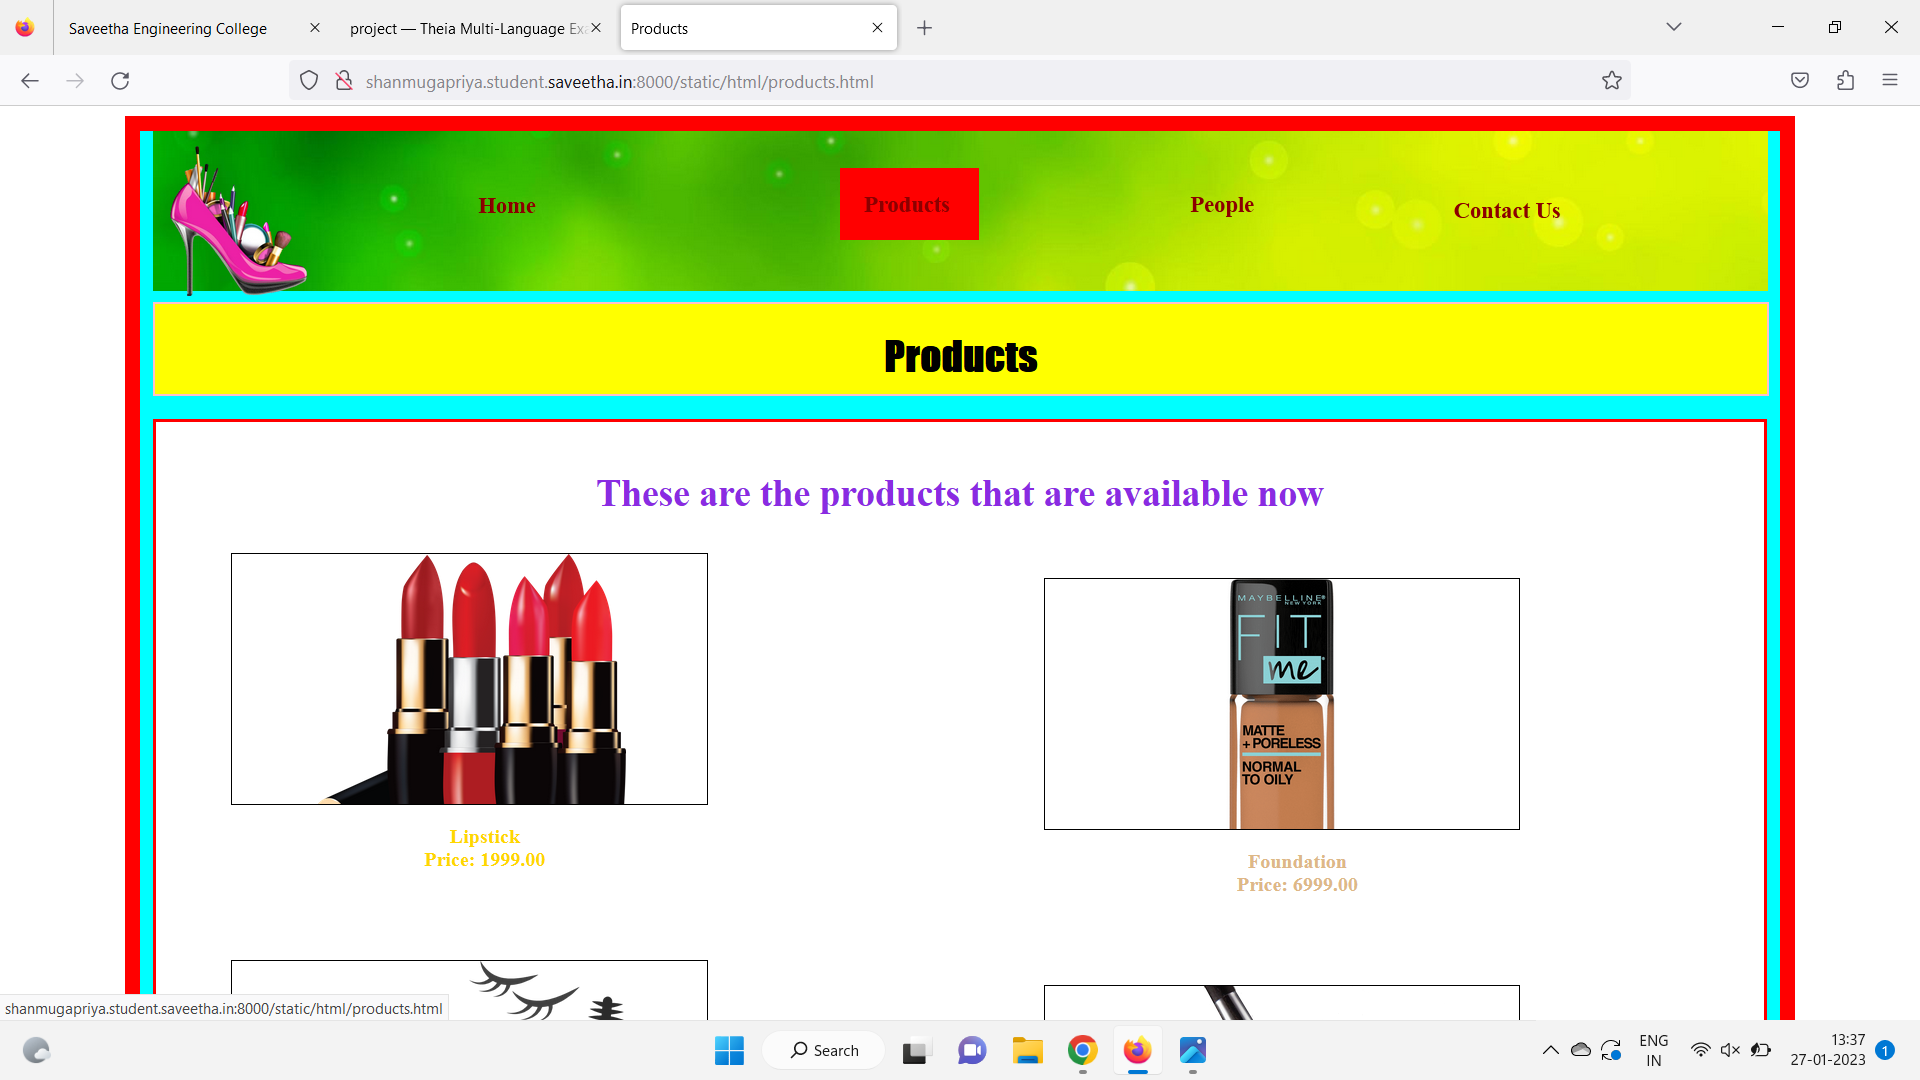 Saveetha Engineering College
project — Theia Multi-Language Exa
Products
shanmugapriya.student.saveetha.in:8000/static/html/products.html
Home
Products
People
Contact Us
Products
These are the products that are available now
MAYBELLINE
NEW YORK
FIT
me
MATTE
+ PORELESS
NORMAL
TO OILY
Lipstick
Price: 1999.00
Foundation
Price: 6999.00
shanmugapriya.student.saveetha.in:8000/static/html/products.html
Search
ENG
IN
13:37
27-01-2023
1